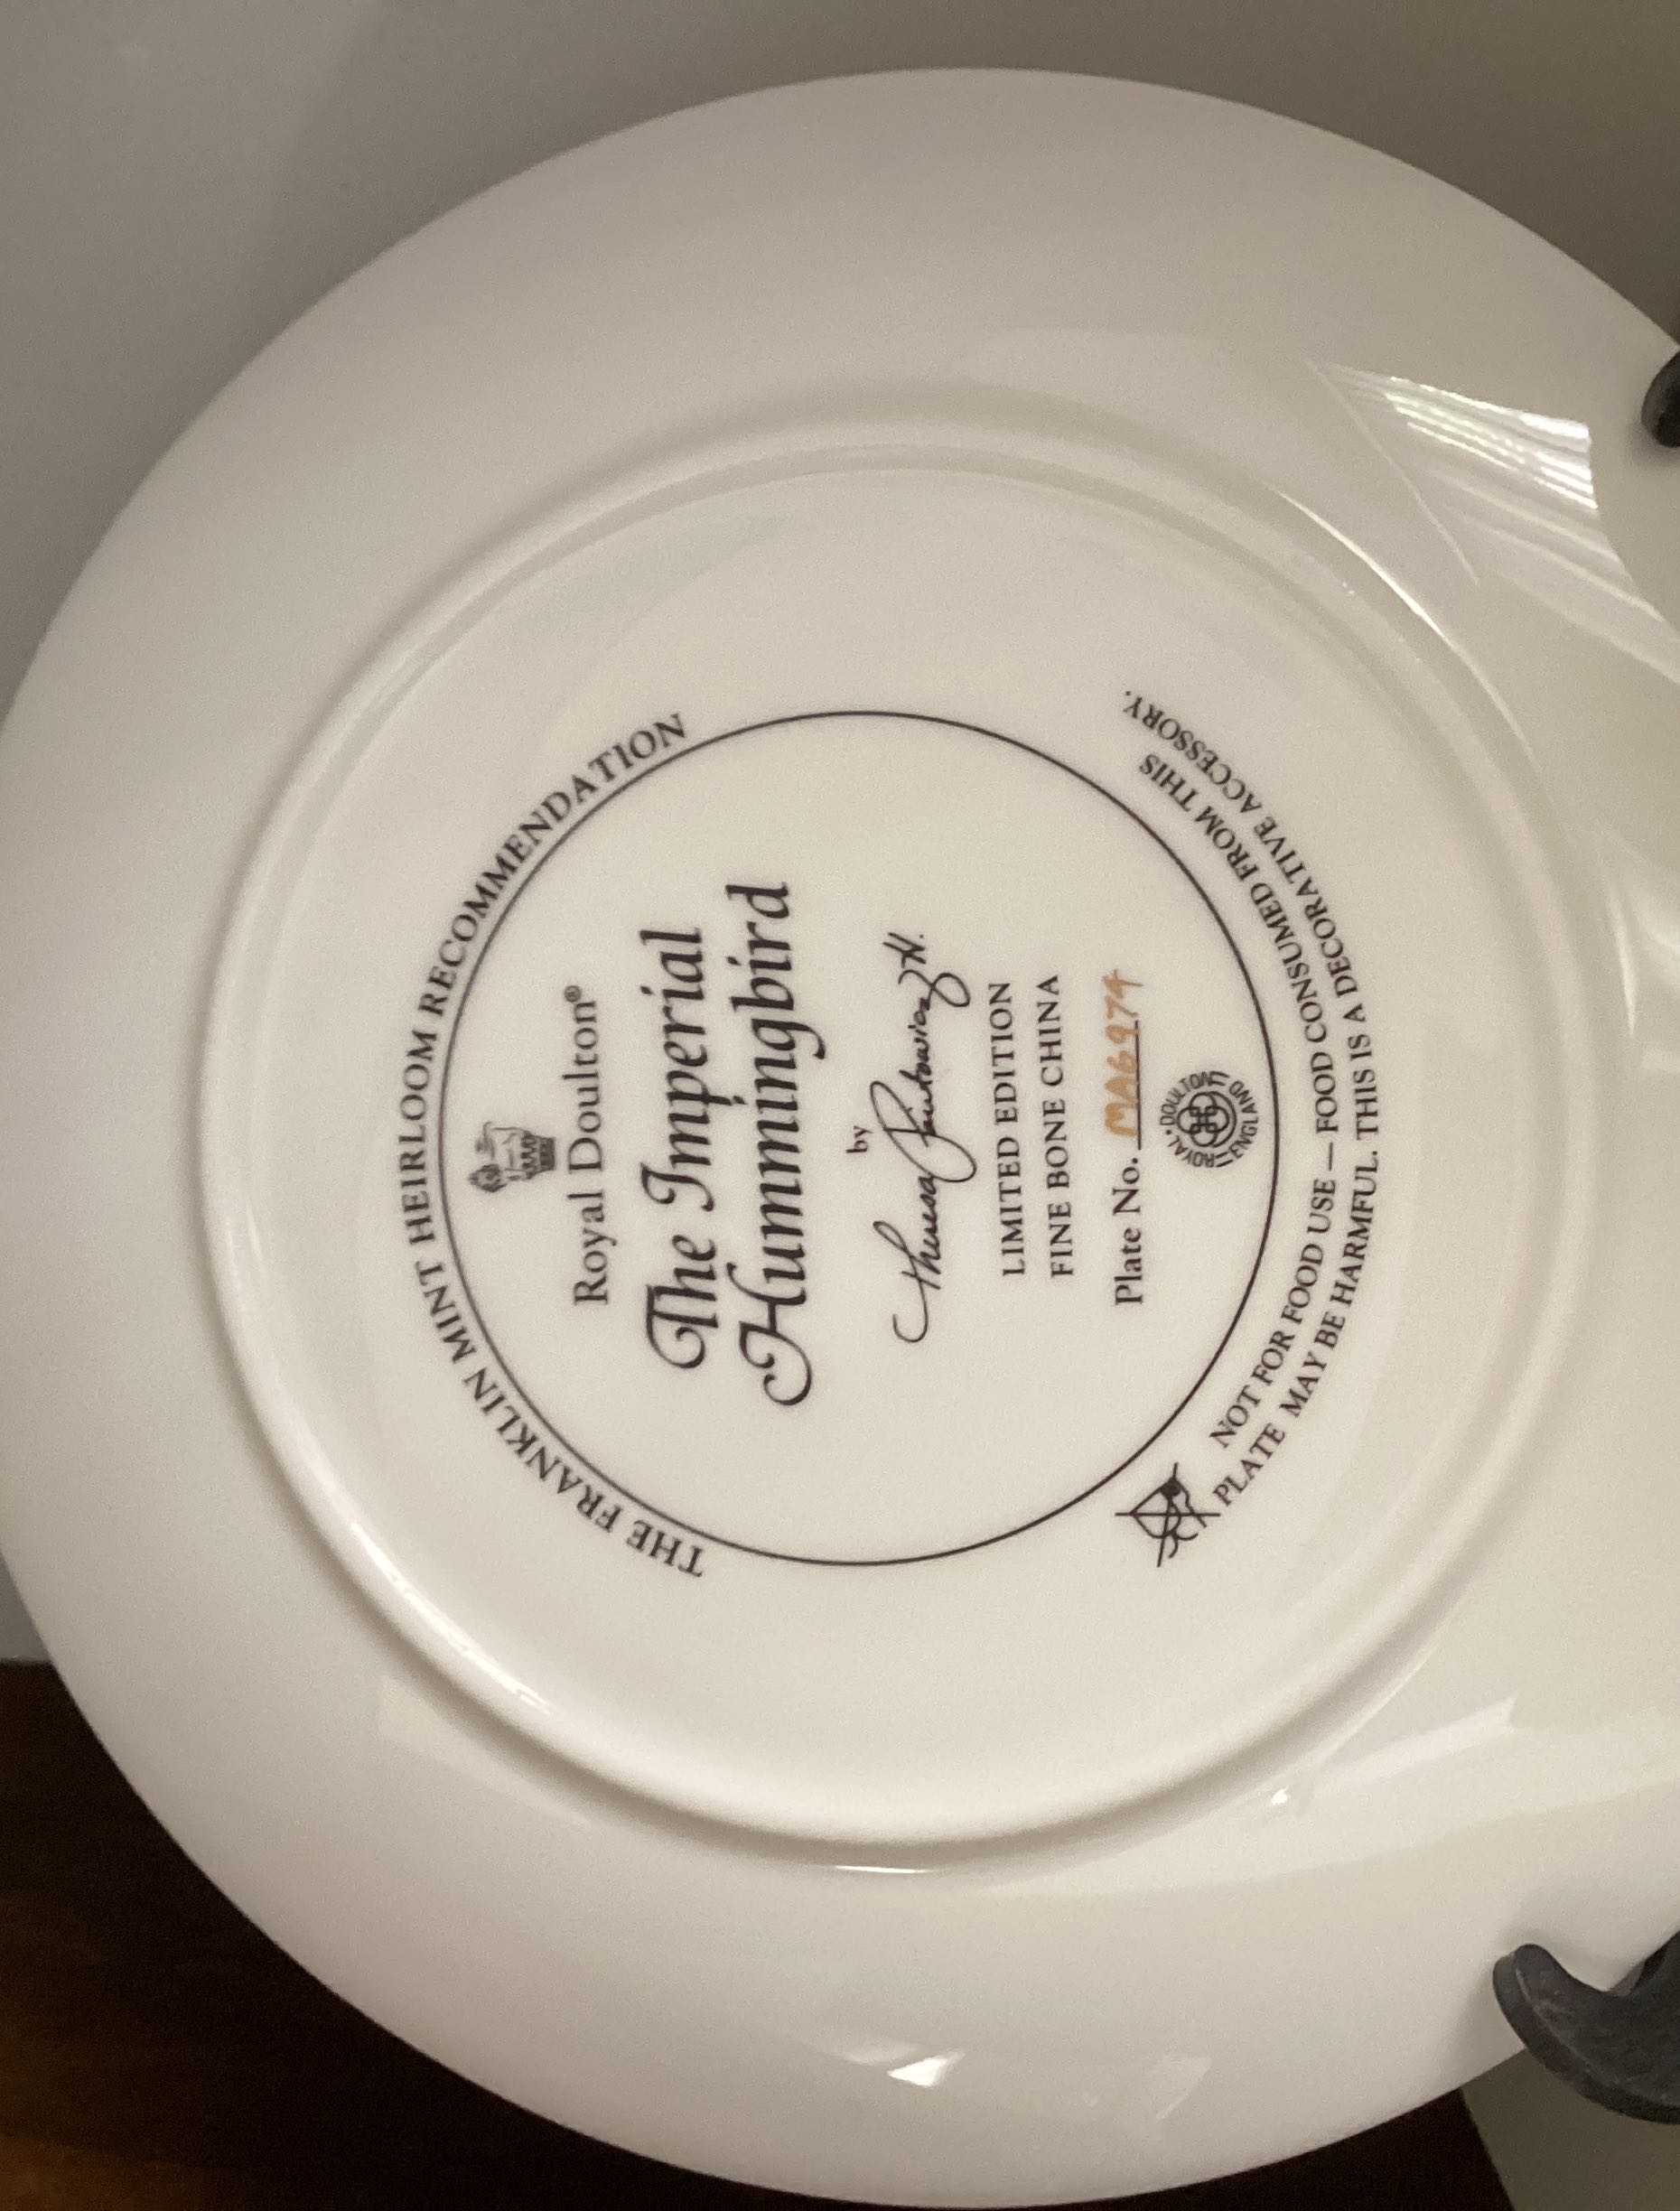 THE FRANKLIN MINT HEIRLOOM RECOMMENDATION
Royal Doulton®
The Imperial
Hummingbird
by
Theresa Pautowicz H.
LIMITED EDITION
FINE BONE CHINA
Plate No. MA6974
ROYAL · DOULTON
ENGLAND
NOT FOR FOOD USE — FOOD CONSUMED FROM THIS
PLATE MAY BE HARMFUL. THIS IS A DECORATIVE ACCESSORY.